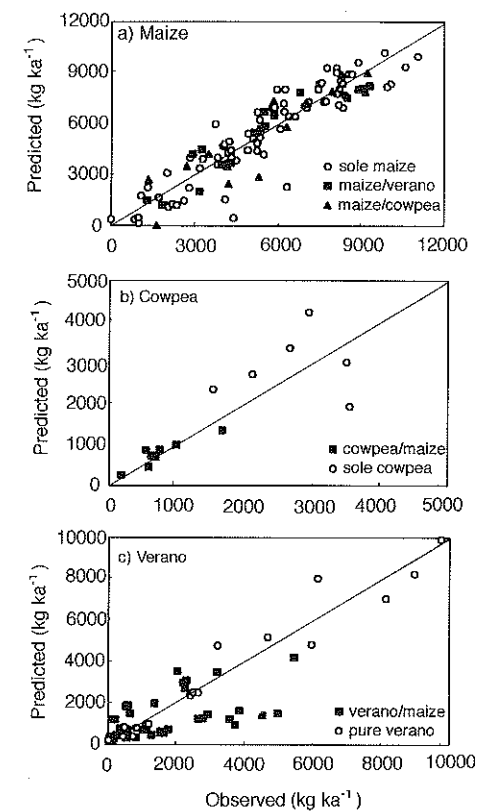 12000
a) Maize
9000
6000
3000
0
Predicted (kg ka⁻¹)
sole maize
maize/verano
maize/cowpea
0 3000 6000 9000 12000
5000
b) Cowpea
4000
3000
2000
1000
0
Predicted (kg ka⁻¹)
cowpea/maize
sole cowpea
0 1000 2000 3000 4000 5000
10000
c) Verano
8000
6000
4000
2000
0
Predicted (kg ka⁻¹)
verano/maize
pure verano
0 2000 4000 6000 8000 10000
Observed (kg ka⁻¹)